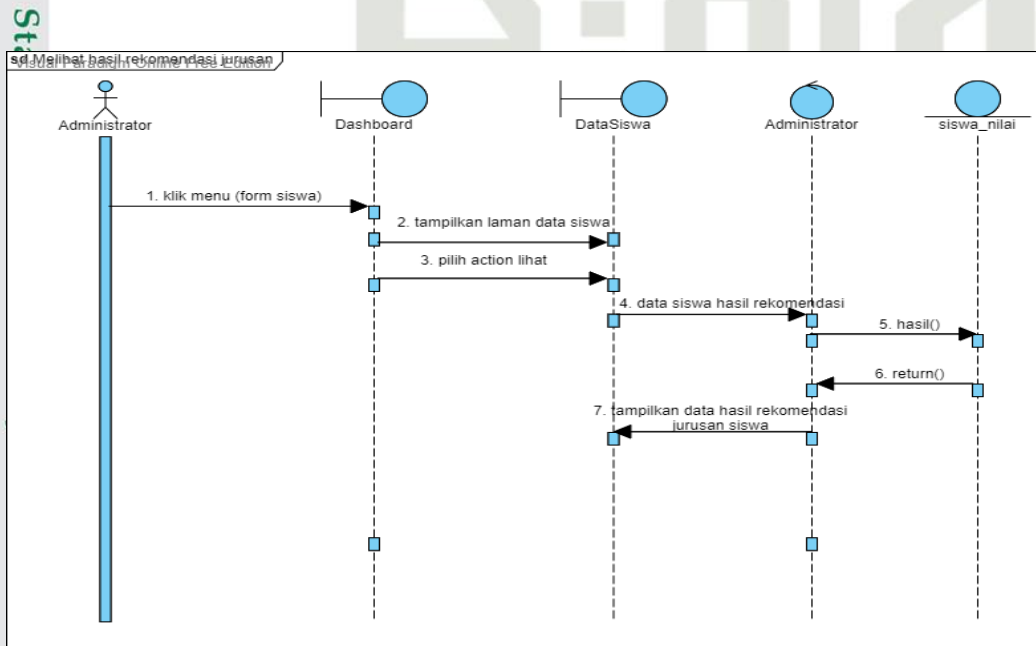 St
sd Melihat hasil rekomendasi jurusan
Visual Paradigm Online Free Edition
Administrator
Dashboard
DataSiswa
Administrator
siswa_nilai
1. klik menu (form siswa)
2. tampilkan laman data siswa
3. pilih action lihat
4. data siswa hasil rekomendasi
5. hasil()
6. return()
7. tampilkan data hasil rekomendasi
jurusan siswa